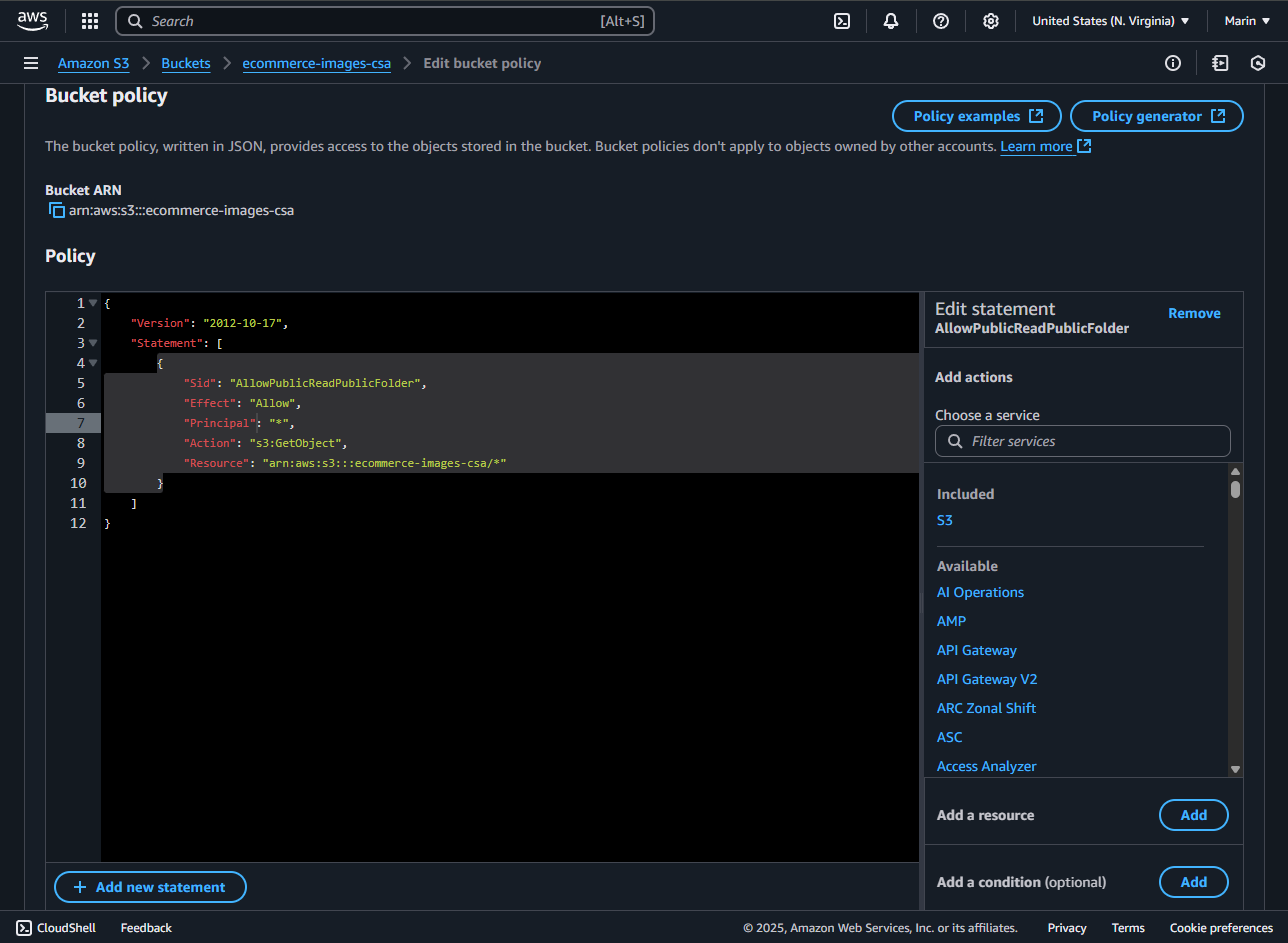 aws
Search
[Alt+S]
United States (N. Virginia)
Marin
Amazon S3
Buckets
ecommerce-images-csa
Edit bucket policy
Bucket policy
Policy examples
Policy generator
The bucket policy, written in JSON, provides access to the objects stored in the bucket. Bucket policies don't apply to objects owned by other accounts. Learn more
Bucket ARN
arn:aws:s3:::ecommerce-images-csa
Policy
1 {
2 "Version": "2012-10-17",
3 "Statement": [
4 {
5 "Sid": "AllowPublicReadPublicFolder",
6 "Effect": "Allow",
7 "Principal": "*",
8 "Action": "s3:GetObject",
9 "Resource": "arn:aws:s3:::ecommerce-images-csa/*"
10 }
11 ]
12 }
+ Add new statement
Edit statement
AllowPublicReadPublicFolder
Remove
Add actions
Choose a service
Filter services
Included
S3
Available
AI Operations
AMP
API Gateway
API Gateway V2
ARC Zonal Shift
ASC
Access Analyzer
Add a resource
Add
Add a condition (optional)
Add
CloudShell
Feedback
© 2025, Amazon Web Services, Inc. or its affiliates.
Privacy
Terms
Cookie preferences